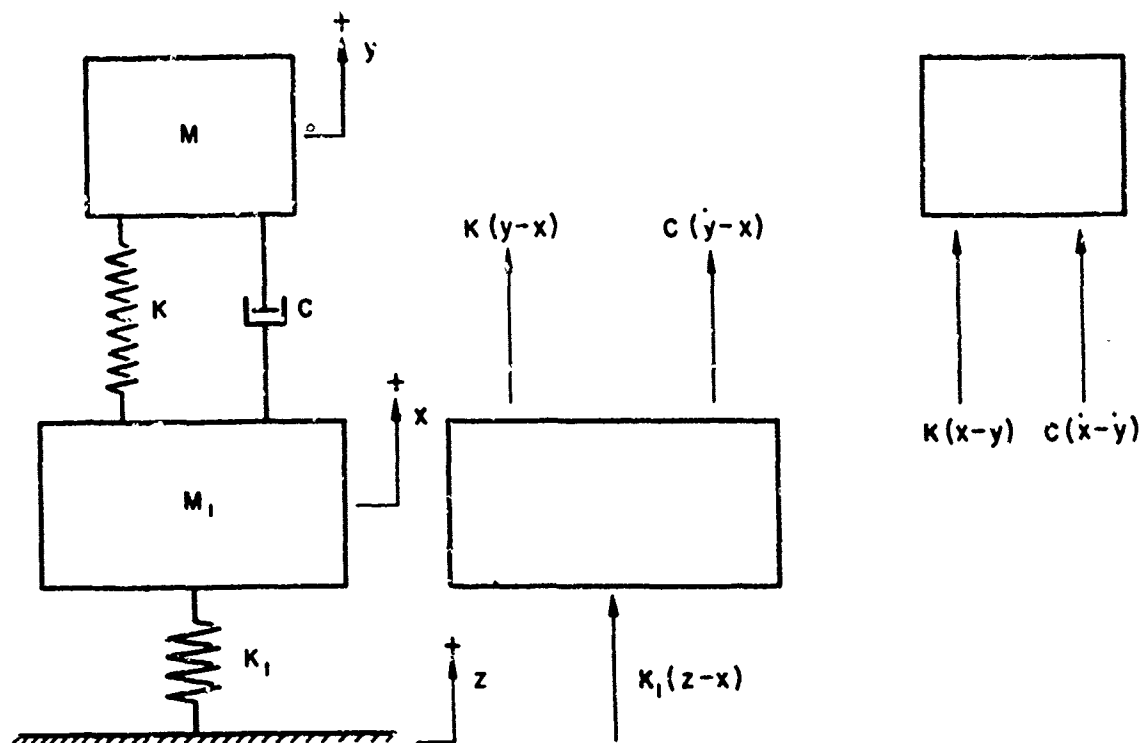 +
y
M
K (y-x)
C (ẏ-x)
K
C
+
x
K(ẋ-y)
C(ẋ-ẏ)
M₁
K₁
+
z
K₁(z-x)